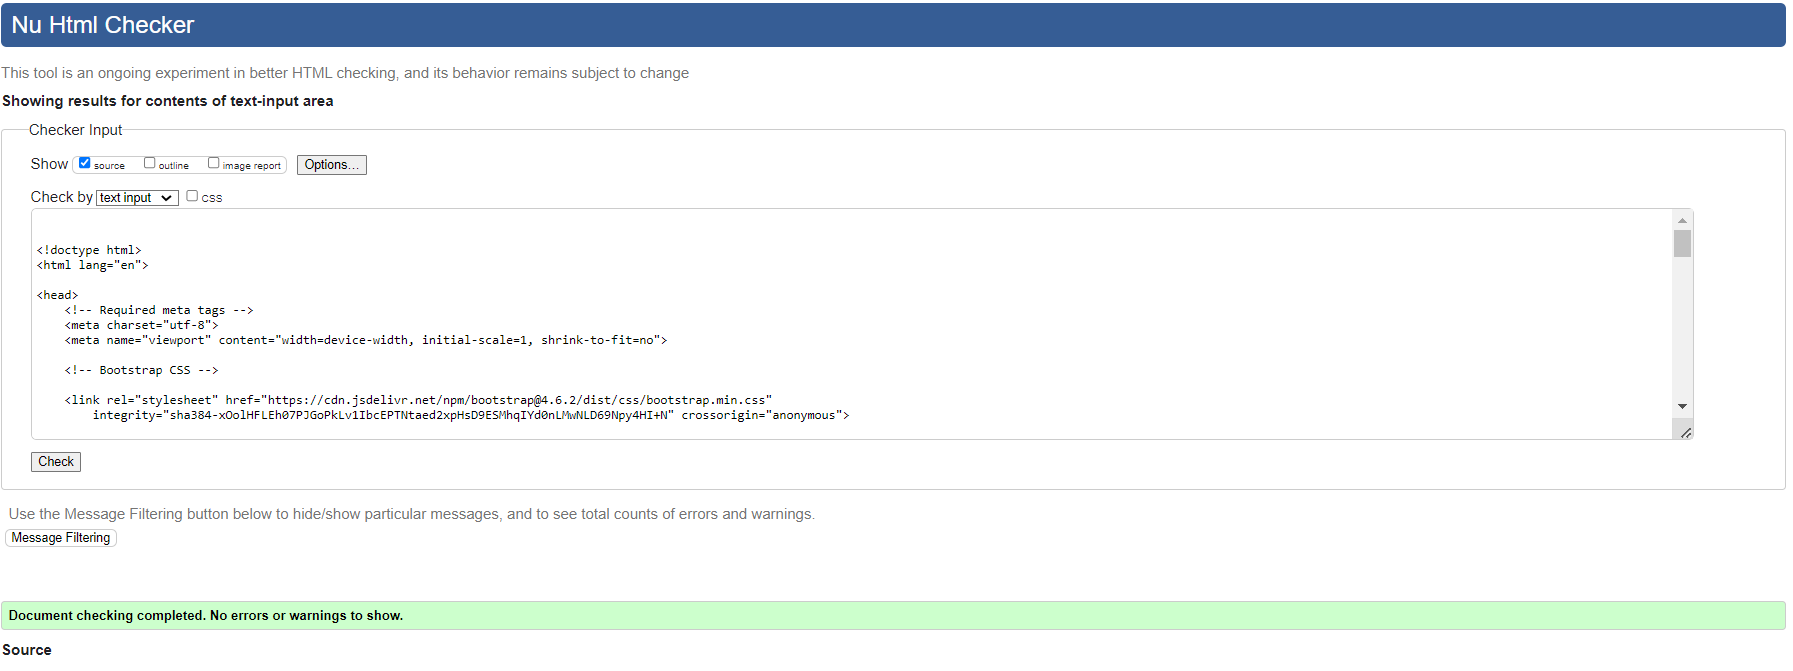 Nu Html Checker
This tool is an ongoing experiment in better HTML checking, and its behavior remains subject to change
Showing results for contents of text-input area
Checker Input
Show source outline image report Options...
Check by text input css
<!doctype html>
<html lang="en">
<head>
<!-- Required meta tags -->
<meta charset="utf-8">
<meta name="viewport" content="width=device-width, initial-scale=1, shrink-to-fit=no">
<!-- Bootstrap CSS -->
<link rel="stylesheet" href="https://cdn.jsdelivr.net/npm/bootstrap@4.6.2/dist/css/bootstrap.min.css"
integrity="sha384-xOolHFLEh07PJGoPkLv1IbcEPTNtaed2xpHsD9ESMhqIYd0nLMwNLD69Npy4HI+N" crossorigin="anonymous">
Check
Use the Message Filtering button below to hide/show particular messages, and to see total counts of errors and warnings.
Message Filtering
Document checking completed. No errors or warnings to show.
Source